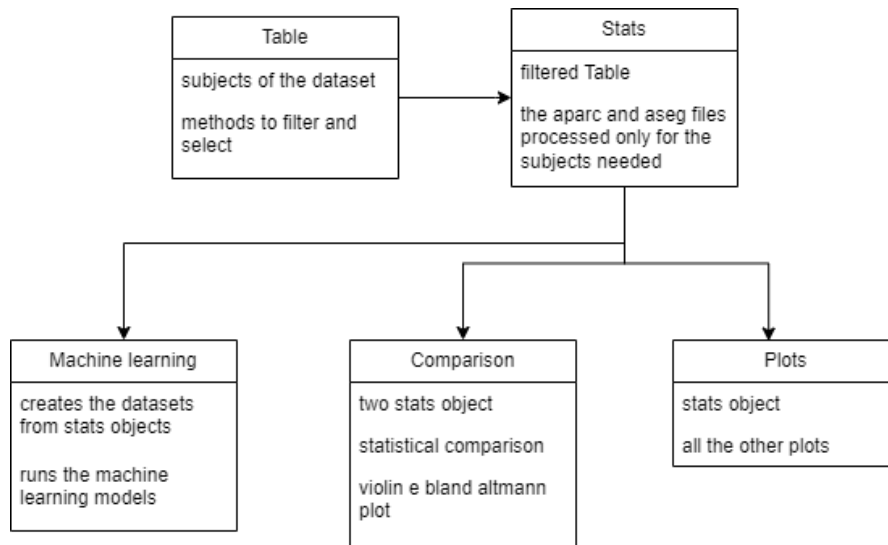 Table
subjects of the dataset
methods to filter and
select
Stats
filtered Table
the aparc and aseg files
processed only for the
subjects needed
Machine learning
creates the datasets
from stats objects
runs the machine
learning models
Comparison
two stats object
statistical comparison
violin e bland altmann
plot
Plots
stats object
all the other plots